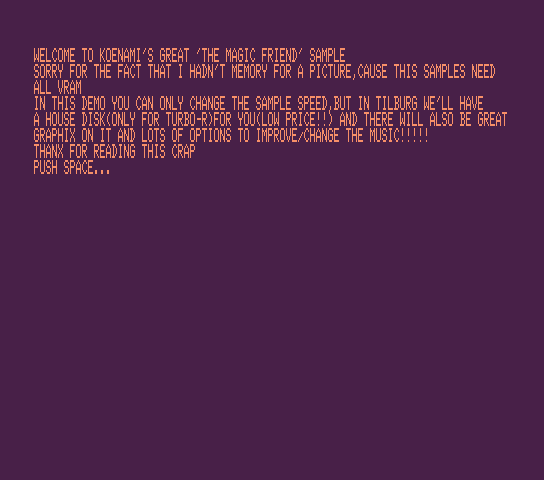 WELCOME TO KOENAMI'S GREAT 'THE MAGIC FRIEND' SAMPLE
SORRY FOR THE FACT THAT I HADN'T MEMORY FOR A PICTURE,CAUSE THIS SAMPLES NEED
ALL VRAM
IN THIS DEMO YOU CAN ONLY CHANGE THE SAMPLE SPEED,BUT IN TILBURG WE'LL HAVE
A HOUSE DISK(ONLY FOR TURBO-R)FOR YOU(LOW PRICE!!) AND THERE WILL ALSO BE GREAT
GRAPHIX ON IT AND LOTS OF OPTIONS TO IMPROVE/CHANGE THE MUSIC!!!!!
THANX FOR READING THIS CRAP
PUSH SPACE...